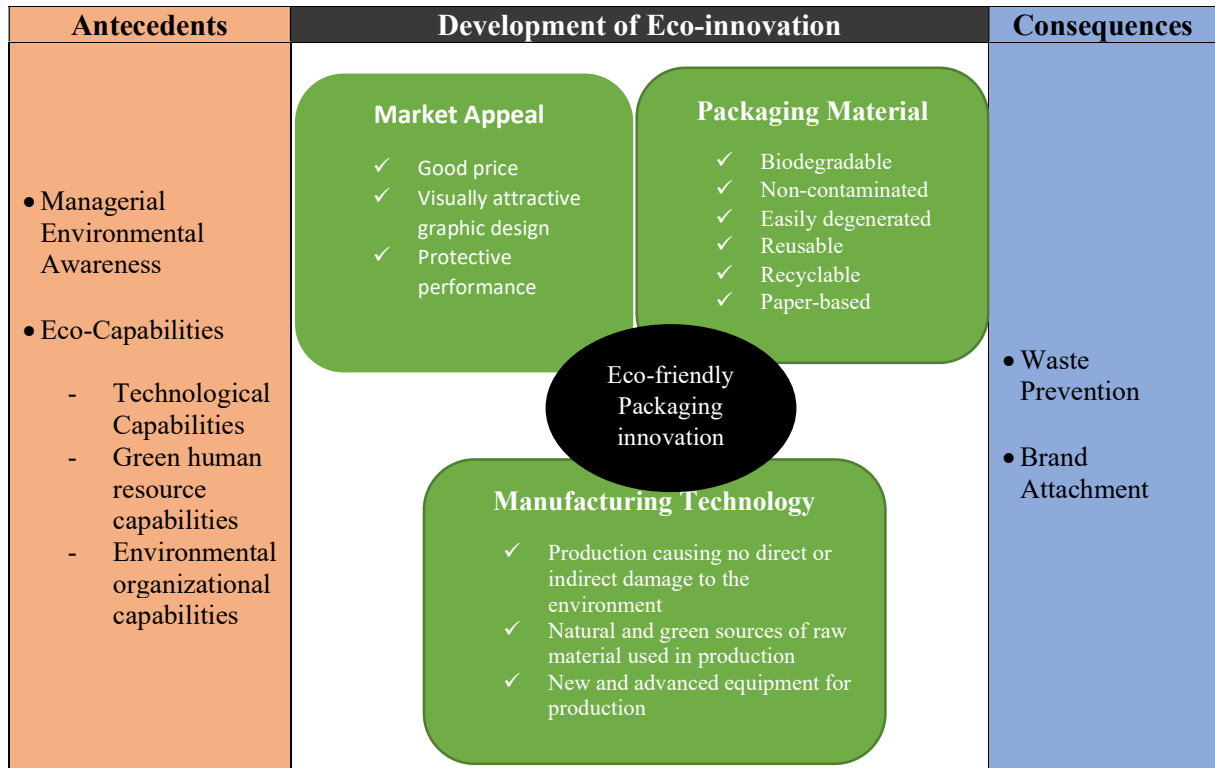 Antecedents
Development of Eco-innovation
Consequences
• Managerial
Environmental
Awareness
• Eco-Capabilities
- Technological
Capabilities
- Green human
resource
capabilities
- Environmental
organizational
capabilities
Market Appeal
✓ Good price
✓ Visually attractive
graphic design
✓ Protective
performance
Packaging Material
✓ Biodegradable
✓ Non-contaminated
✓ Easily degenerated
✓ Reusable
✓ Recyclable
✓ Paper-based
Eco-friendly
Packaging
innovation
Manufacturing Technology
✓ Production causing no direct or
indirect damage to the
environment
✓ Natural and green sources of raw
material used in production
✓ New and advanced equipment for
production
• Waste
Prevention
• Brand
Attachment